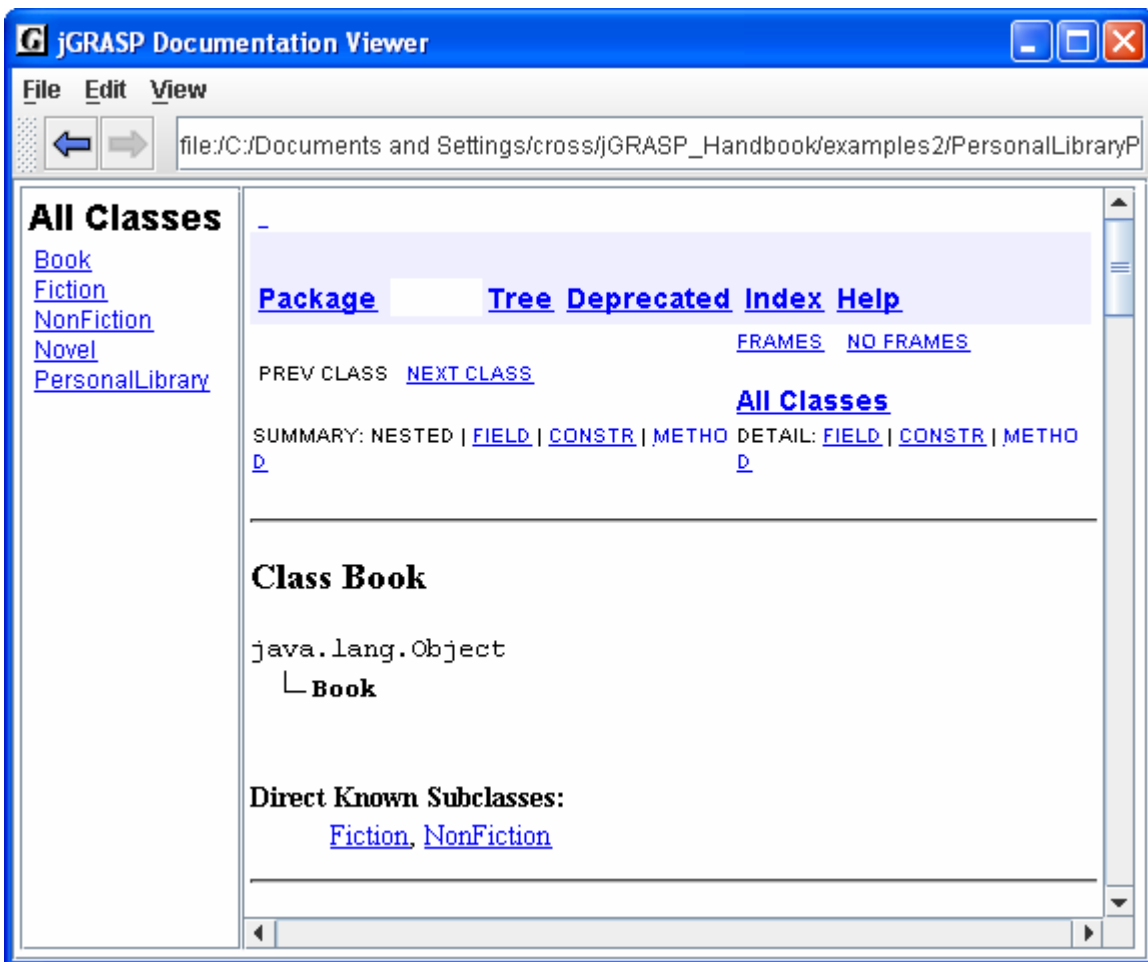 G jGRASP Documentation Viewer
File Edit View
file:/C:/Documents and Settings/cross/jGRASP_Handbook/examples2/PersonalLibraryP
All Classes
Book
Fiction
NonFiction
Novel
PersonalLibrary
Package Tree Deprecated Index Help
FRAMES NO FRAMES
PREV CLASS NEXT CLASS
All Classes
SUMMARY: NESTED | FIELD | CONSTR | METHO
D
DETAIL: FIELD | CONSTR | METHO
D
Class Book
java.lang.Object
Book
Direct Known Subclasses:
Fiction, NonFiction